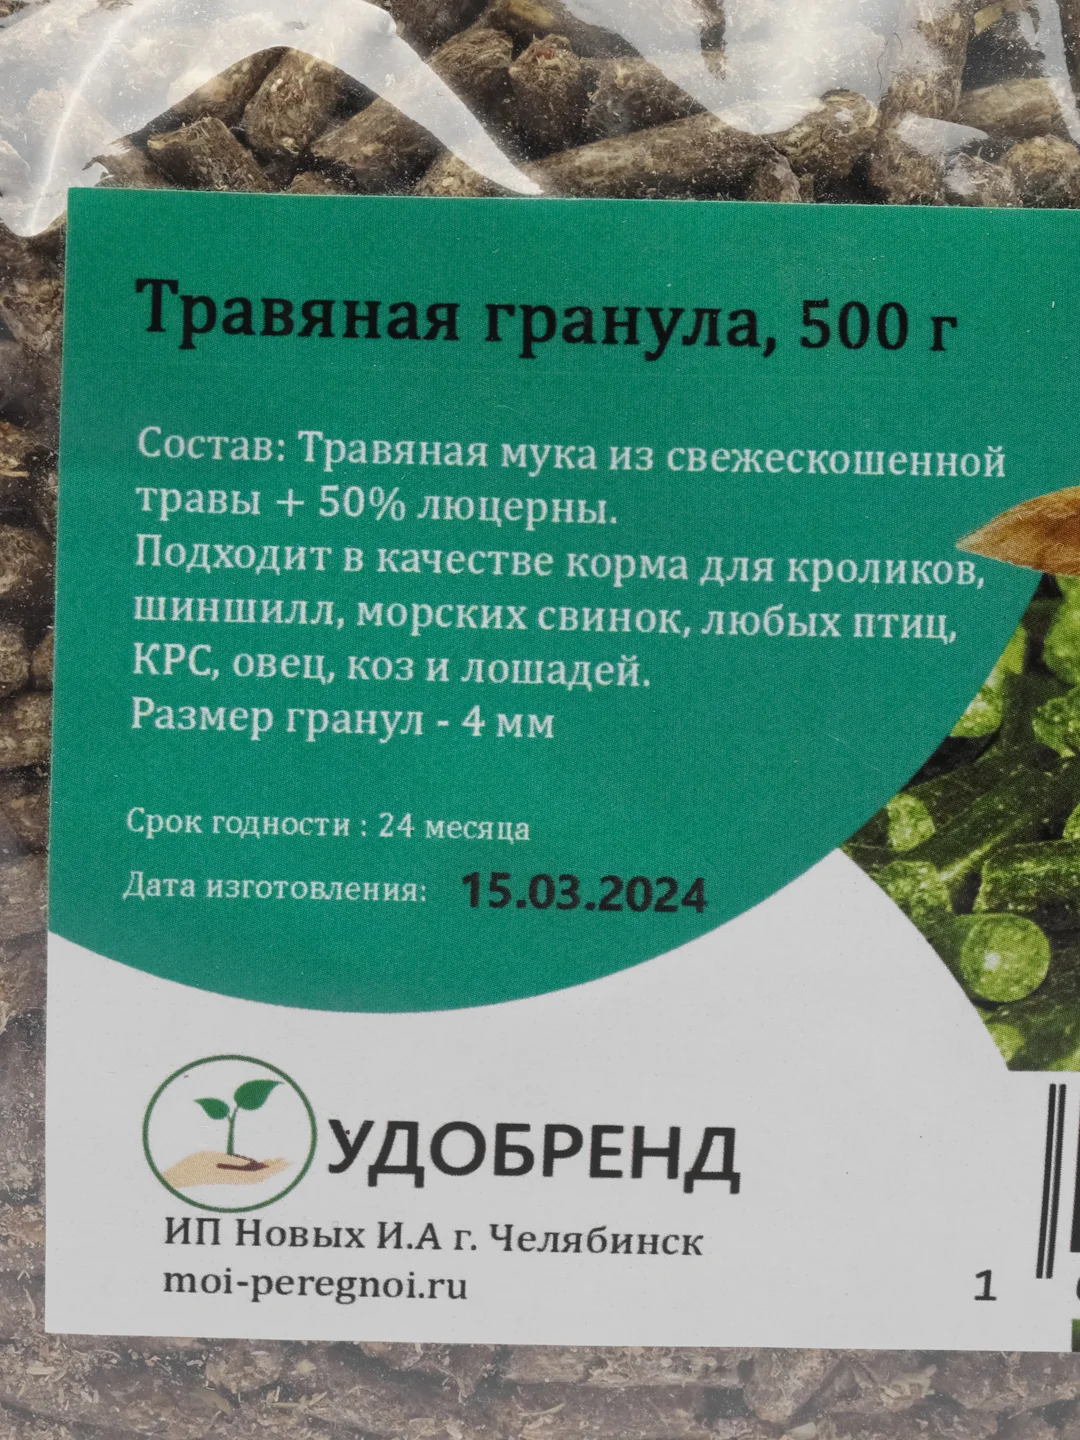 Травяная гранула, 500 г
Состав: Травяная мука из свежескошенной
травы + 50% люцерны.
Подходит в качестве корма для кроликов,
шиншилл, морских свинок, любых птиц,
КРС, овец, коз и лошадей.
Размер гранул - 4 мм
Срок годности : 24 месяца
Дата изготовления: 15.03.2024
УДОБРЕНД
ИП Новых И.А г. Челябинск
moi-peregnoi.ru
1